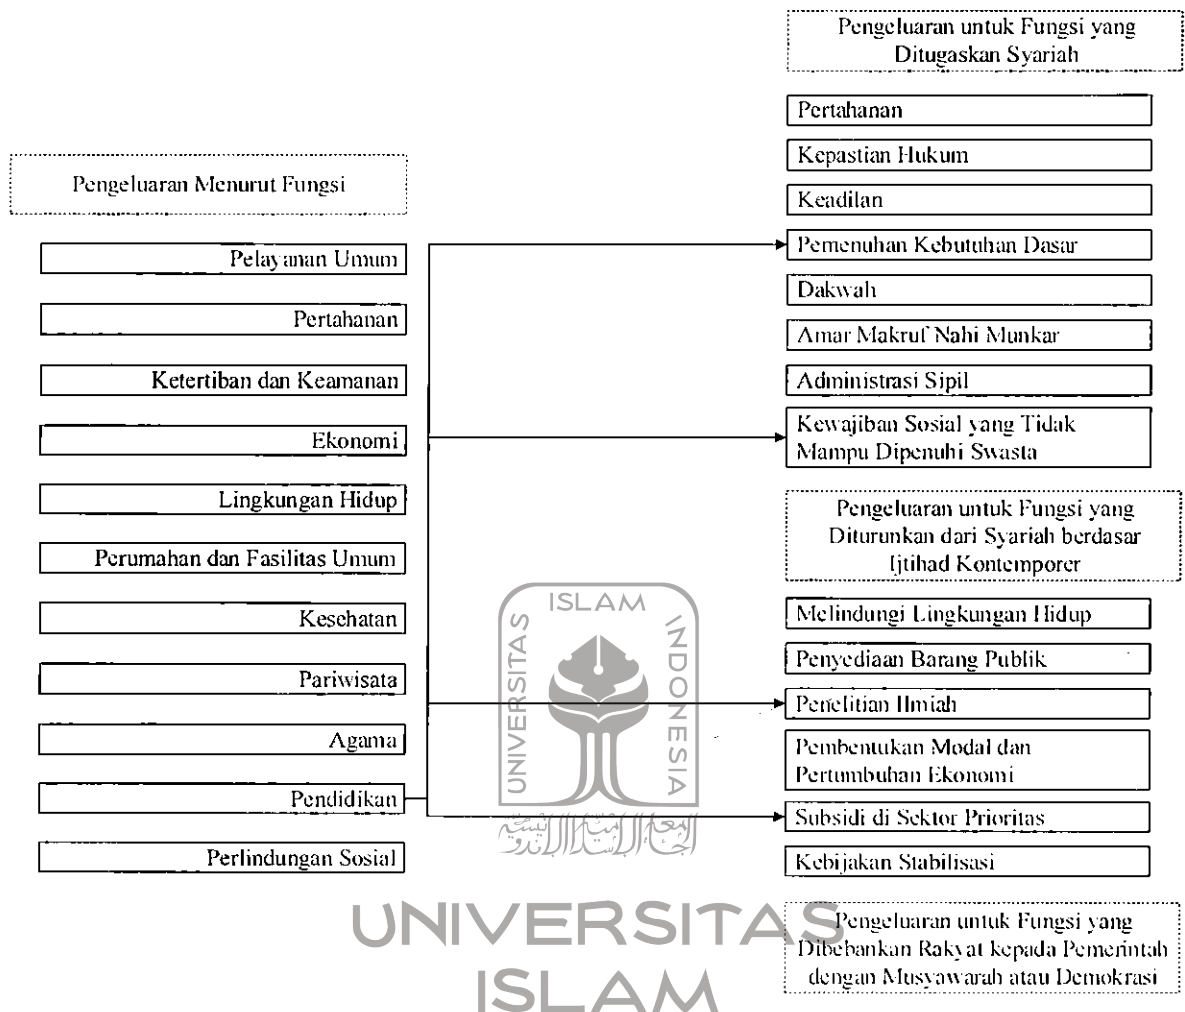 Pengeluaran Menurut Fungsi
Pelayanan Umum
Pertahanan
Ketertiban dan Keamanan
Ekonomi
Lingkungan Hidup
Perumahan dan Fasilitas Umum
Kesehatan
Pariwisata
Agama
Pendidikan
Perlindungan Sosial
Pengeluaran untuk Fungsi yang
Ditugaskan Syariah
Pertahanan
Kepastian Hukum
Keadilan
Pemenuhan Kebutuhan Dasar
Dakwah
Amar Makruf Nahi Munkar
Administrasi Sipil
Kewajiban Sosial yang Tidak
Mampu Dipenuhi Swasta
Pengeluaran untuk Fungsi yang
Diturunkan dari Syariah berdasar
Ijtihad Kontemporer
Melindungi Lingkungan Hidup
Penyediaan Barang Publik
Penelitian Ilmiah
Pembentukan Modal dan
Pertumbuhan Ekonomi
Subsidi di Sektor Prioritas
Kebijakan Stabilisasi
Pengeluaran untuk Fungsi yang
Dibebankan Rakyat kepada Pemerintah
dengan Musyawarah atau Demokrasi
UNIVERSITAS
ISLAM
INDONESIA
UNIVERSITAS
ISLAM